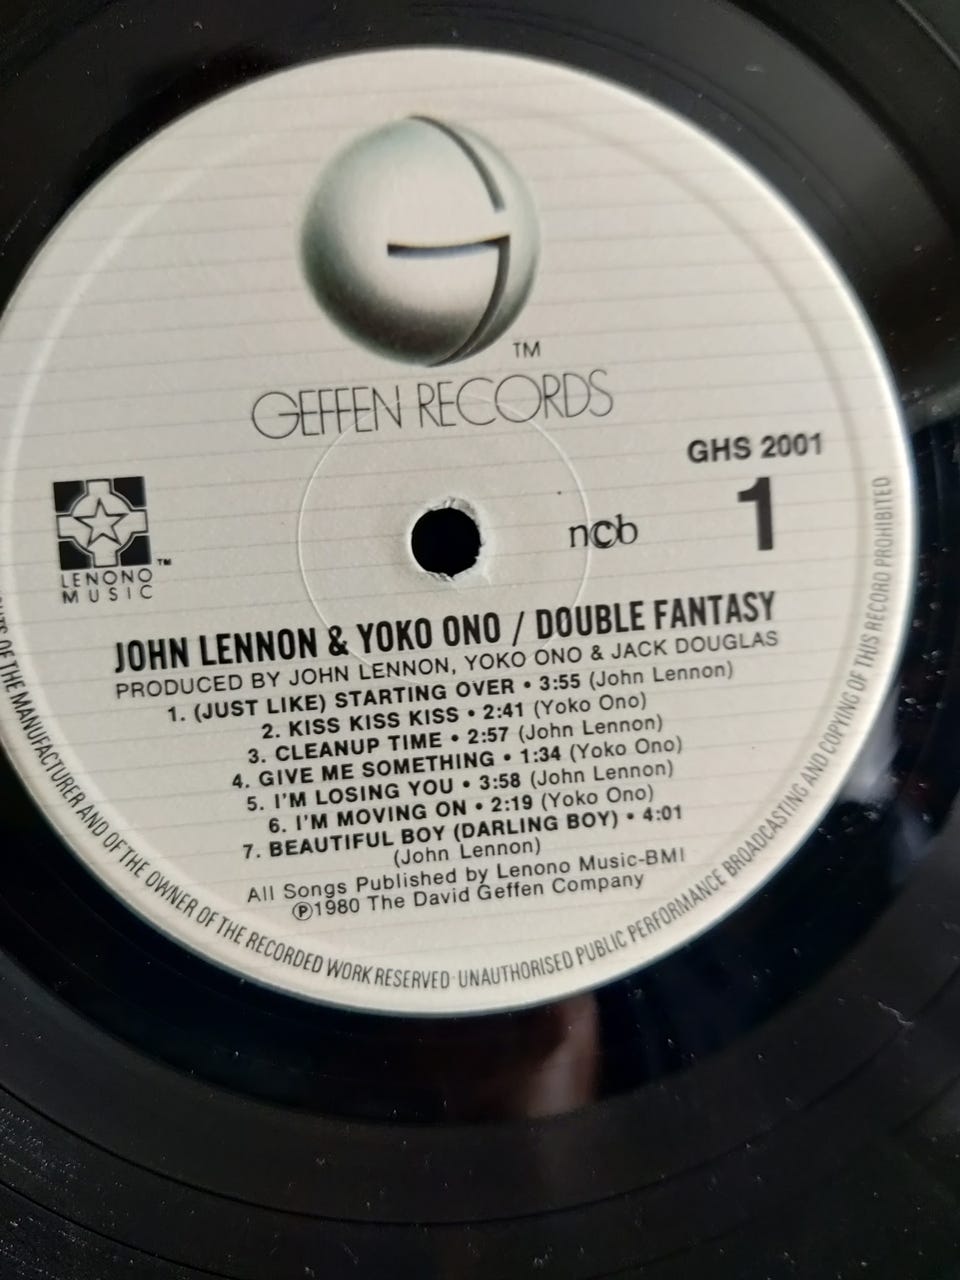 TM
GEFFEN RECORDS
GHS 2001
1
ncb
TM
LENONO
MUSIC
JOHN LENNON & YOKO ONO / DOUBLE FANTASY
PRODUCED BY JOHN LENNON, YOKO ONO & JACK DOUGLAS
1. (JUST LIKE) STARTING OVER • 3:55 (John Lennon)
2. KISS KISS KISS • 2:41 (Yoko Ono)
3. CLEANUP TIME • 2:57 (John Lennon)
4. GIVE ME SOMETHING • 1:34 (Yoko Ono)
5. I'M LOSING YOU • 3:58 (John Lennon)
6. I'M MOVING ON • 2:19 (Yoko Ono)
7. BEAUTIFUL BOY (DARLING BOY) • 4:01
(John Lennon)
All Songs Published by Lenono Music-BMI
℗1980 The David Geffen Company
OF THE MANUFACTURER AND OF THE OWNER OF THE RECORDED WORK RESERVED · UNAUTHORISED PUBLIC PERFORMANCE BROADCASTING AND COPYING OF THIS RECORD PROHIBITED